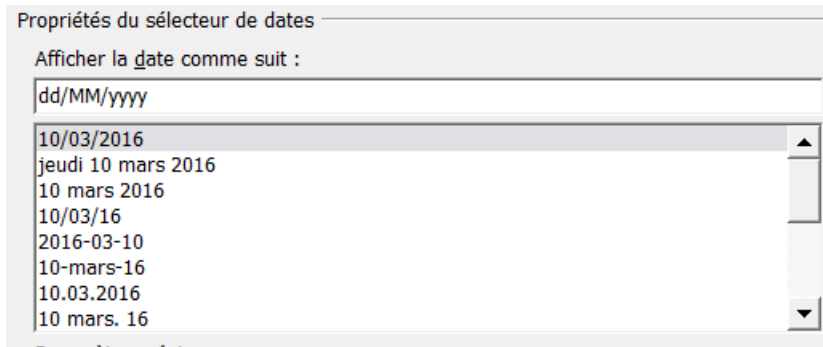 Propriétés du sélecteur de dates
Afficher la date comme suit :
dd/MM/yyyy
10/03/2016
jeudi 10 mars 2016
10 mars 2016
10/03/16
2016-03-10
10-mars-16
10.03.2016
10 mars. 16